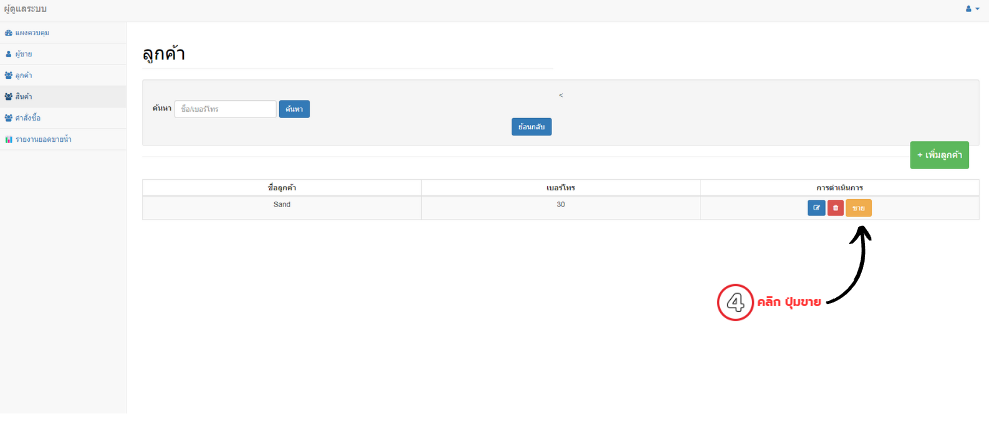 ผู้ดูแลระบบ
แผงควบคุม
ผู้ขาย
ลูกค้า
สินค้า
คำสั่งซื้อ
รายงานยอดขายน้ำ
ลูกค้า
<
ค้นหา ชื่อ/เบอร์โทร ค้นหา
ย้อนกลับ
+ เพิ่มลูกค้า
ชื่อลูกค้า เบอร์โทร การดำเนินการ
Sand 30 ขาย
4 คลิก ปุ่มขาย